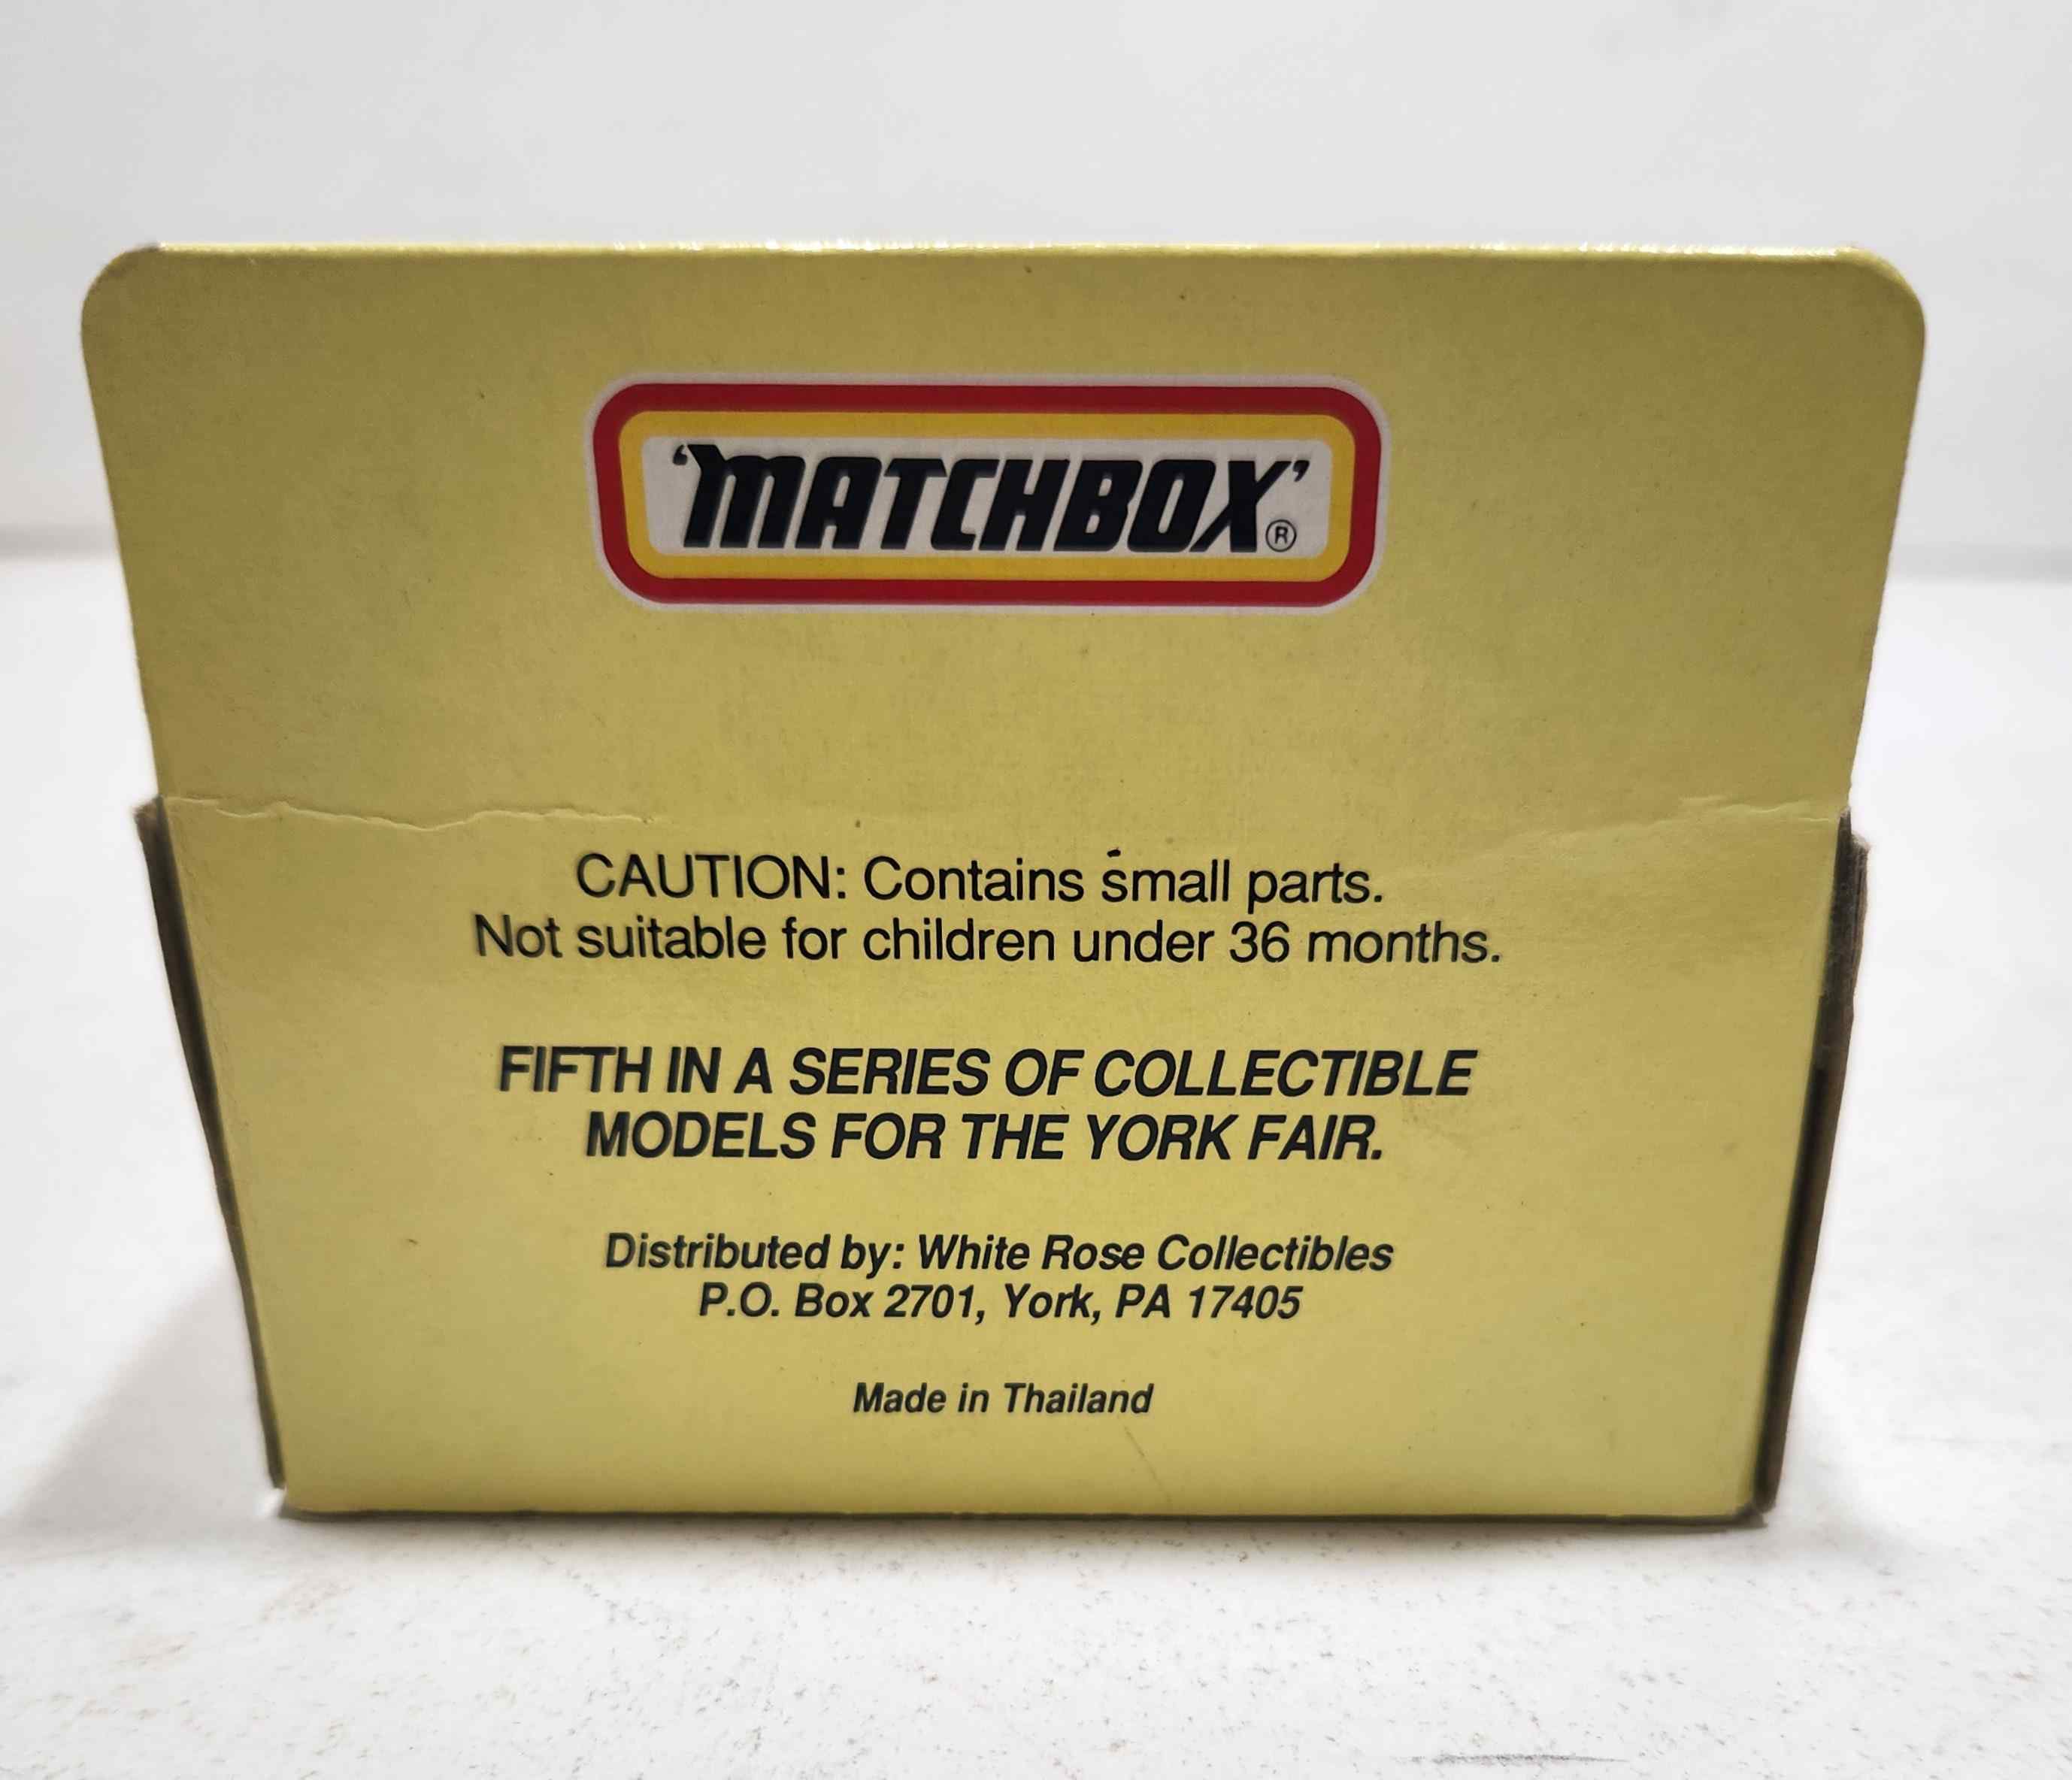 'MATCHBOX'®
CAUTION: Contains small parts.
Not suitable for children under 36 months.
FIFTH IN A SERIES OF COLLECTIBLE
MODELS FOR THE YORK FAIR.
Distributed by: White Rose Collectibles
P.O. Box 2701, York, PA 17405
Made in Thailand